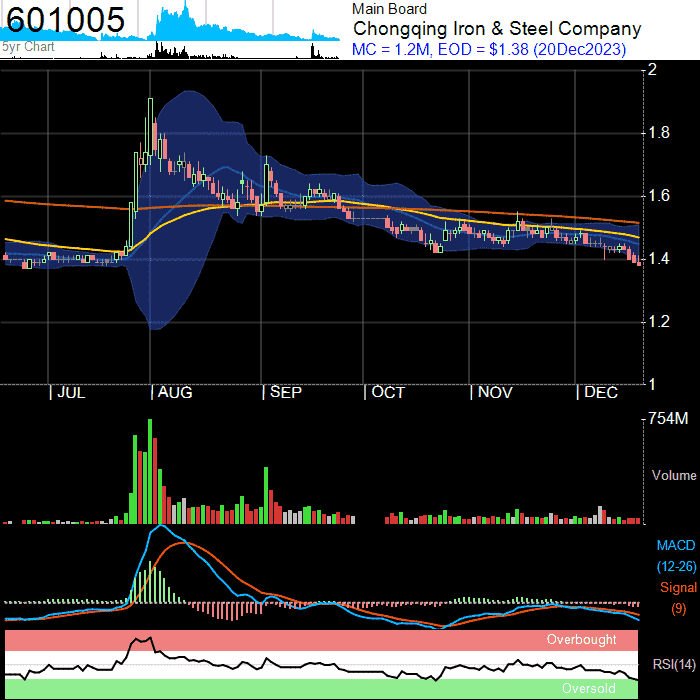 601005
5yr Chart
Main Board
Chongqing Iron & Steel Company
MC = 1.2M, EOD = $1.38 (20Dec2023)
2
1.8
1.6
1.4
1.2
1
| JUL | AUG | SEP | OCT | NOV | DEC
754M
Volume
MACD
(12-26)
Signal
(9)
Overbought
RSI(14)
Oversold